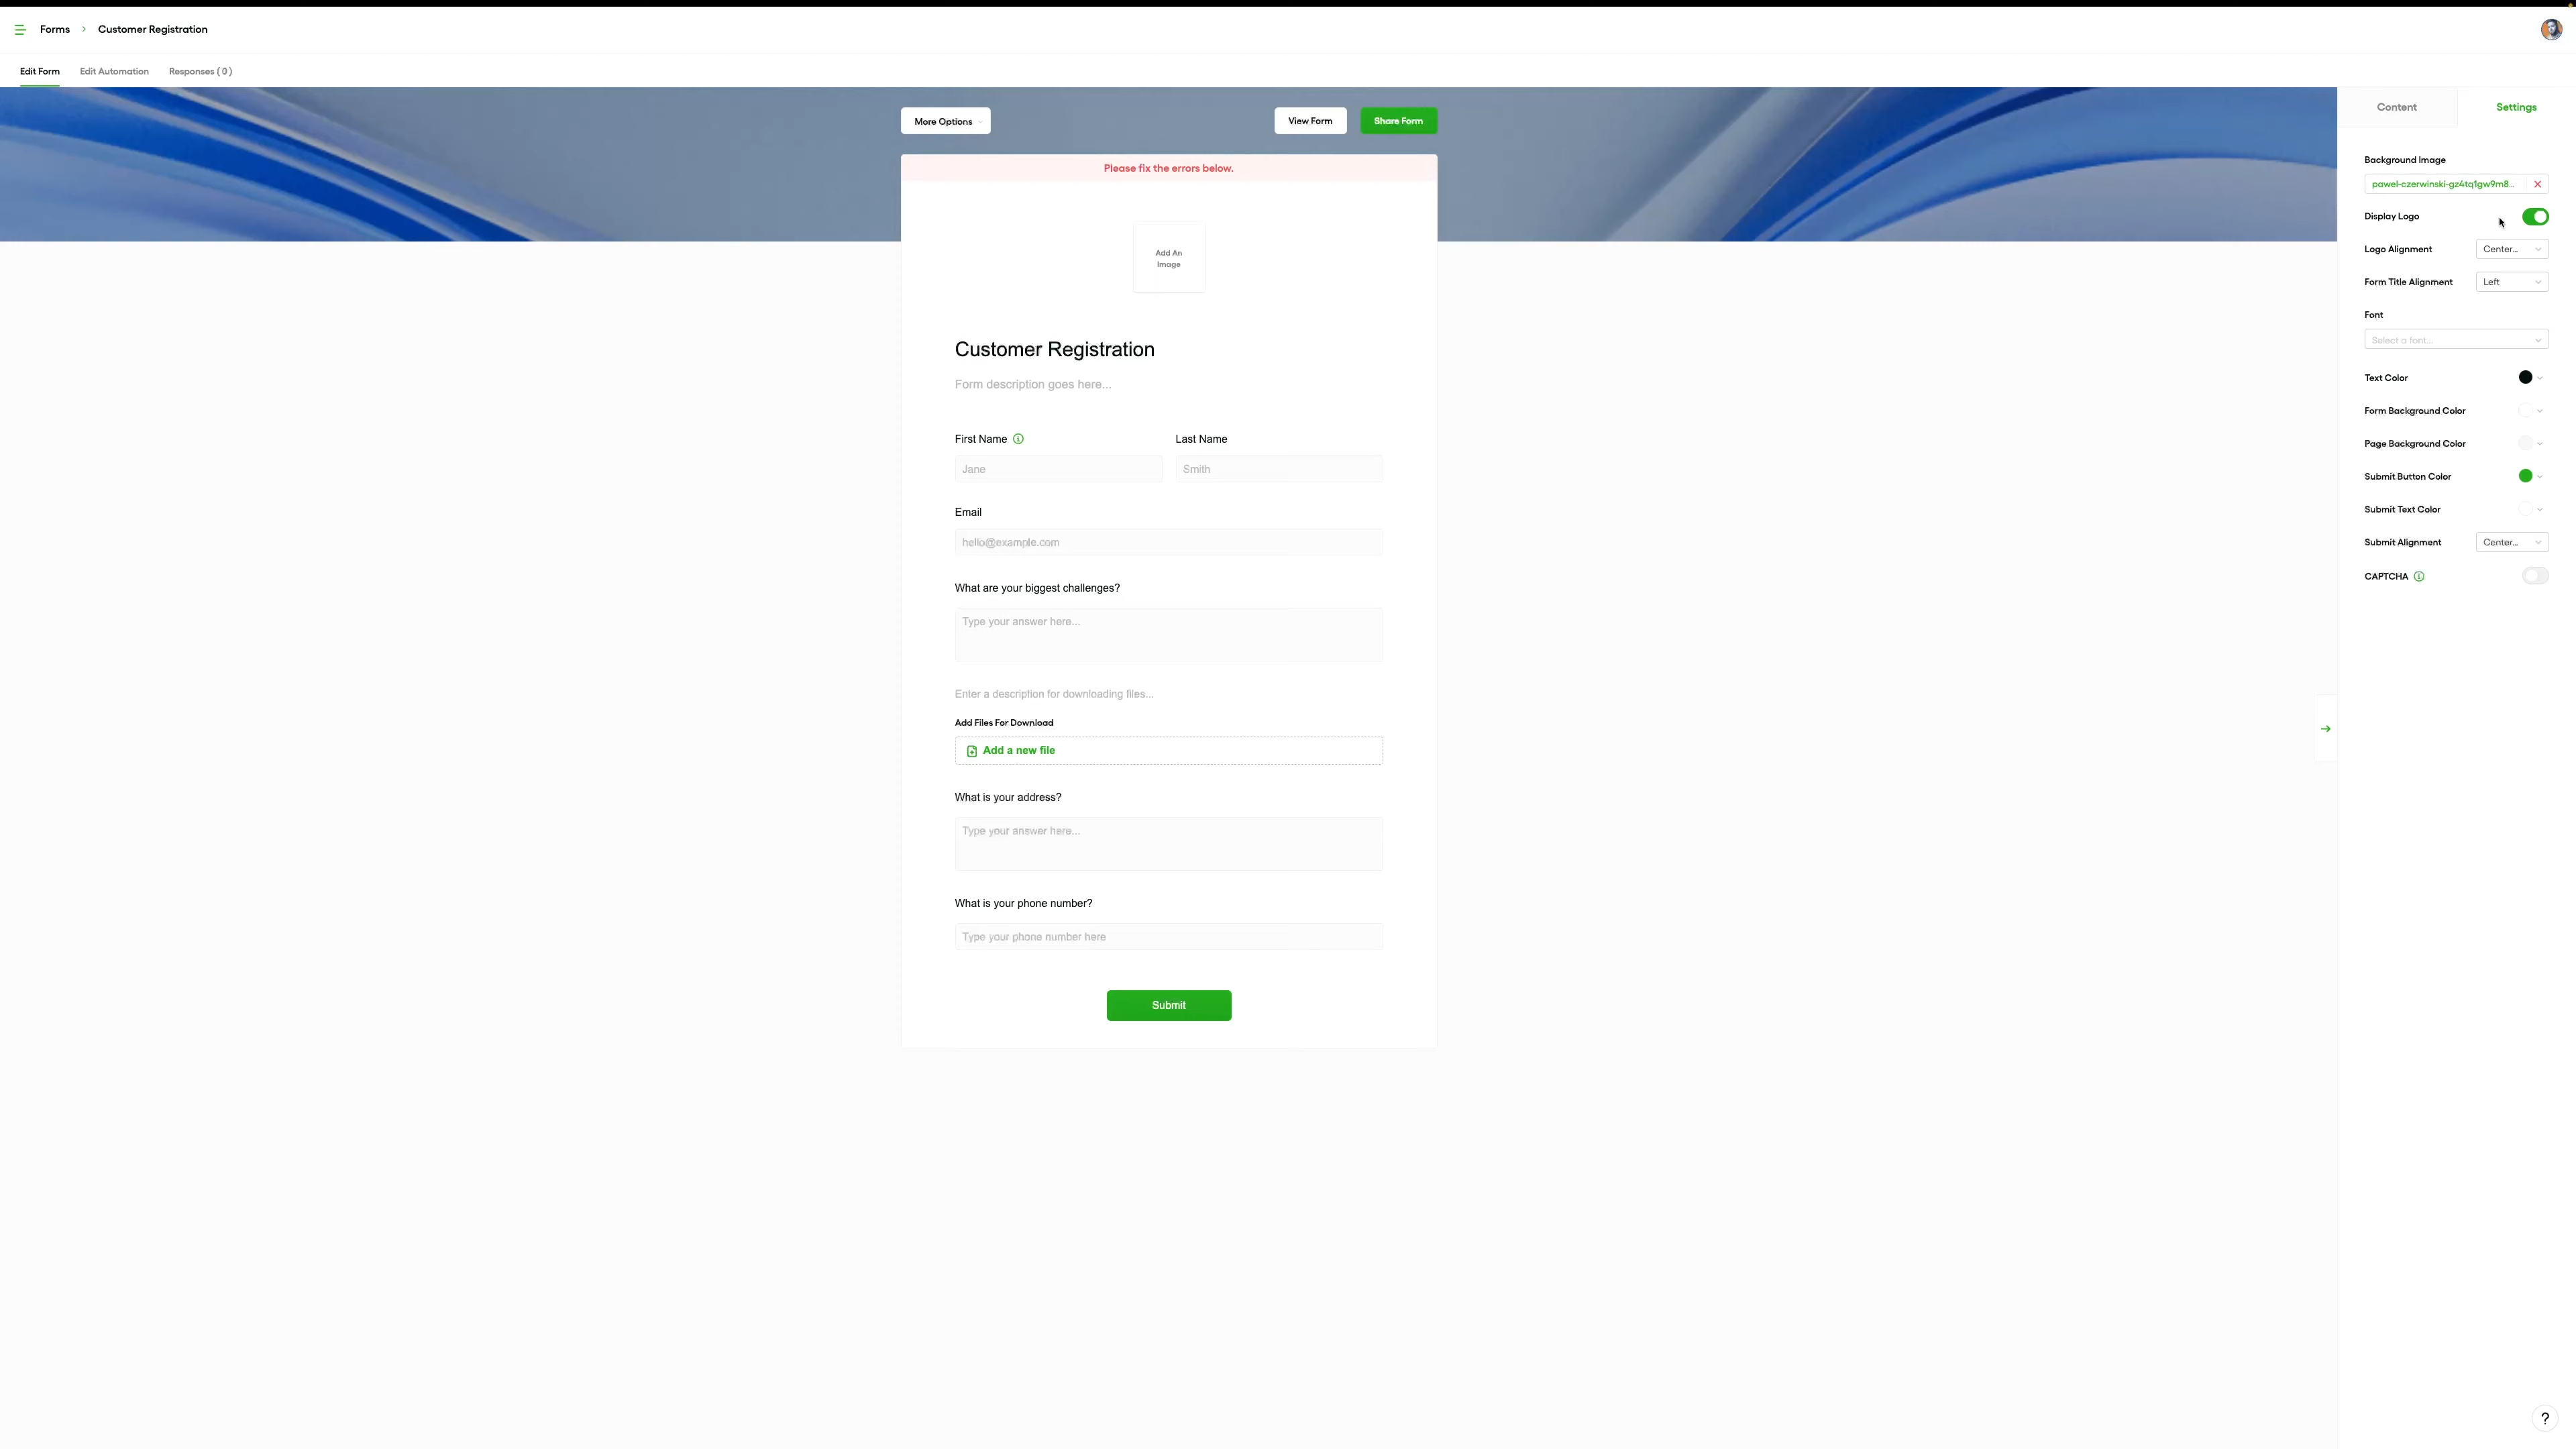 Forms > Customer Registration
Edit Form
Edit Automation
Responses ( 0 )
More Options
View Form
Share Form
Please fix the errors below.
Add An
Image
Customer Registration
Form description goes here...
First Name
Last Name
Jane
Smith
Email
hello@example.com
What are your biggest challenges?
Type your answer here...
Enter a description for downloading files...
Add Files For Download
Add a new file
What is your address?
Type your answer here...
What is your phone number?
Type your phone number here
Submit
Content
Settings
Background Image
pawel-czerwinski-gz4tq1gw9m8...
Display Logo
Logo Alignment
Center...
Form Title Alignment
Left
Font
Select a font...
Text Color
Form Background Color
Page Background Color
Submit Button Color
Submit Text Color
Submit Alignment
Center...
CAPTCHA
?